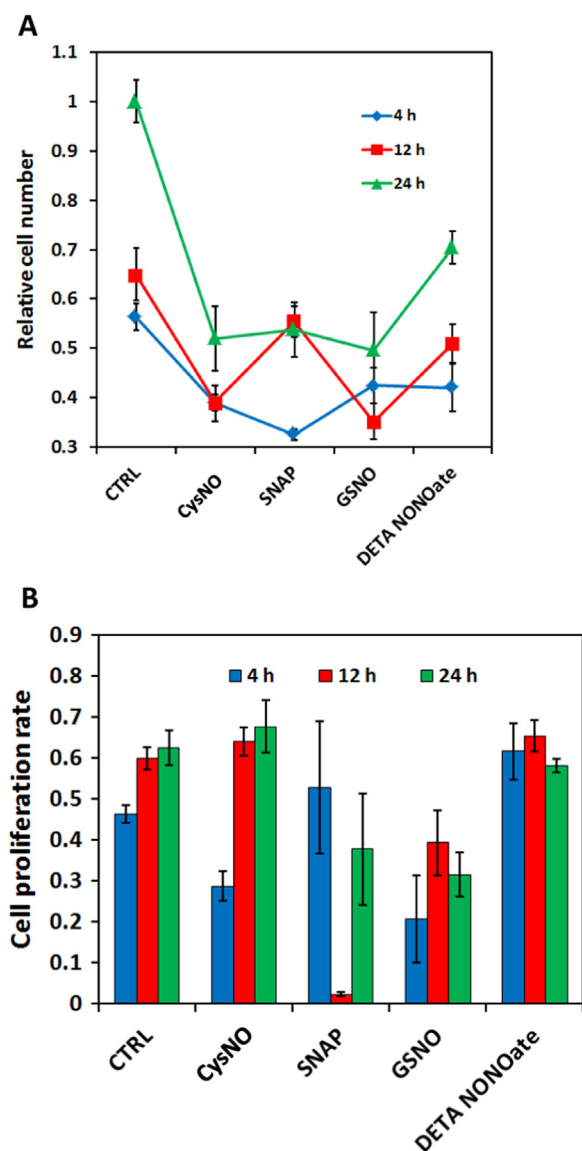 A
1.1
1
0.9
0.8
0.7
0.6
0.5
0.4
0.3
Relative cell number
4 h
12 h
24 h
CTRL
CysNO
SNAP
GSNO
DETA NONOate
B
0.9
0.8
0.7
0.6
0.5
0.4
0.3
0.2
0.1
0
Cell proliferation rate
4 h 12 h 24 h
CTRL
CysNO
SNAP
GSNO
DETA NONOate